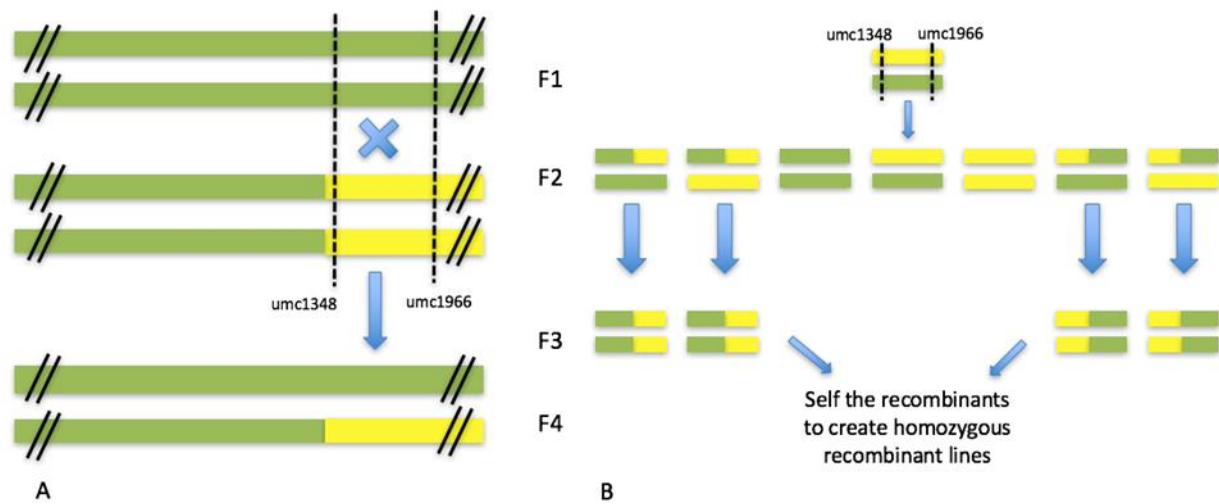 umc1348
umc1966
A
umc1348
umc1966
F1
F2
F3
F4
Self the recombinants
to create homozygous
recombinant lines
B